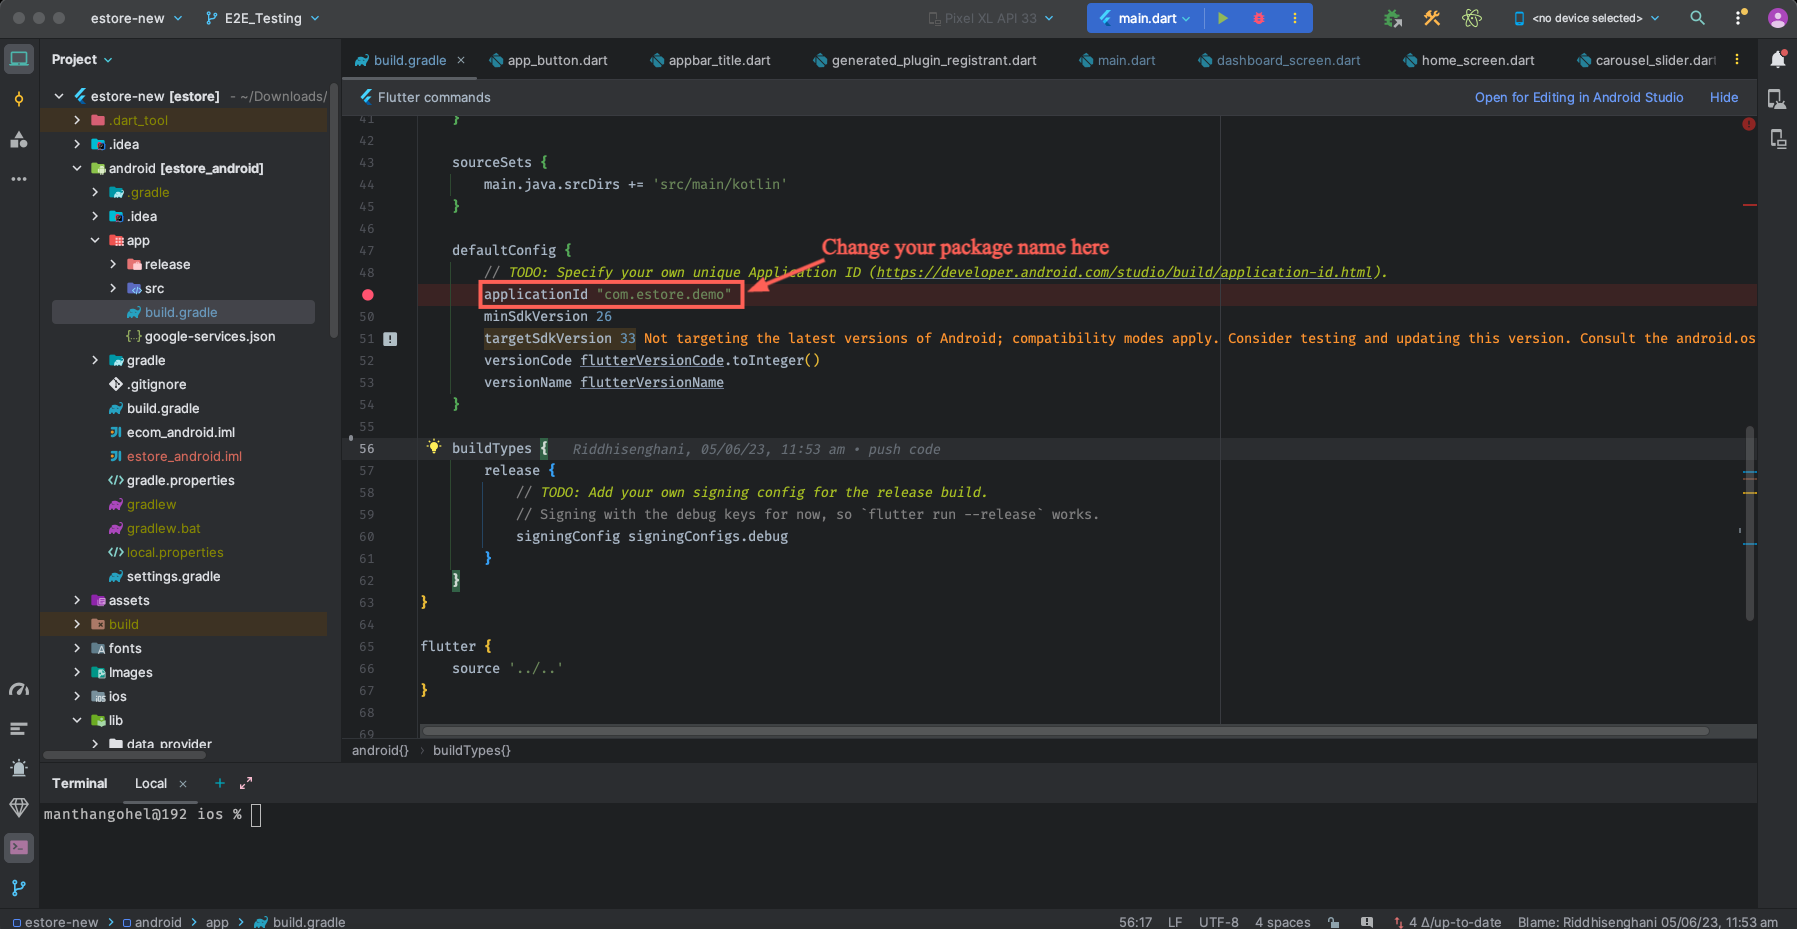 estore-new
E2E_Testing
Pixel XL API 33
main.dart
<no device selected>
Project
build.gradle
app_button.dart
appbar_title.dart
generated_plugin_registrant.dart
main.dart
dashboard_screen.dart
home_screen.dart
carousel_slider.dart
Flutter commands
Open for Editing in Android Studio
Hide
estore-new [estore] - ~/Downloads/
.dart_tool
.idea
android [estore_android]
.gradle
.idea
app
release
src
build.gradle
google-services.json
gradle
.gitignore
build.gradle
ecom_android.iml
estore_android.iml
gradle.properties
gradlew
gradlew.bat
local.properties
settings.gradle
assets
build
fonts
Images
ios
lib
data_provider
41 }
42
43 sourceSets {
44 main.java.srcDirs += 'src/main/kotlin'
45 }
46
47 defaultConfig {
Change your package name here
48 // TODO: Specify your own unique Application ID (https://developer.android.com/studio/build/application-id.html).
applicationId "com.estore.demo"
50 minSdkVersion 26
51 targetSdkVersion 33 Not targeting the latest versions of Android; compatibility modes apply. Consider testing and updating this version. Consult the android.os
52 versionCode flutterVersionCode.toInteger()
53 versionName flutterVersionName
54 }
55
56 buildTypes { Riddhisenghani, 05/06/23, 11:53 am • push code
57 release {
58 // TODO: Add your own signing config for the release build.
59 // Signing with the debug keys for now, so `flutter run --release` works.
60 signingConfig signingConfigs.debug
61 }
62 }
63 }
64
65 flutter {
66 source '../..'
67 }
68
69
android{} › buildTypes{}
Terminal
Local
manthangohel@192 ios %
estore-new > android > app > build.gradle
56:17 LF UTF-8 4 spaces
4 Δ/up-to-date
Blame: Riddhisenghani 05/06/23, 11:53 am